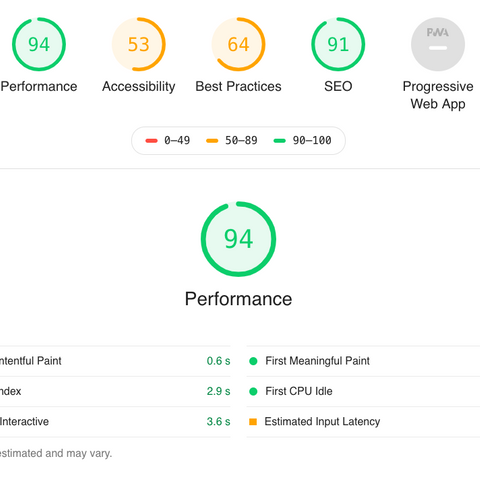 94
53
64
91
PWA
Performance
Accessibility
Best Practices
SEO
Progressive
Web App
0–49
50–89
90–100
94
Performance
ntentful Paint
0.6 s
First Meaningful Paint
ndex
2.9 s
First CPU Idle
Interactive
3.6 s
Estimated Input Latency
estimated and may vary.